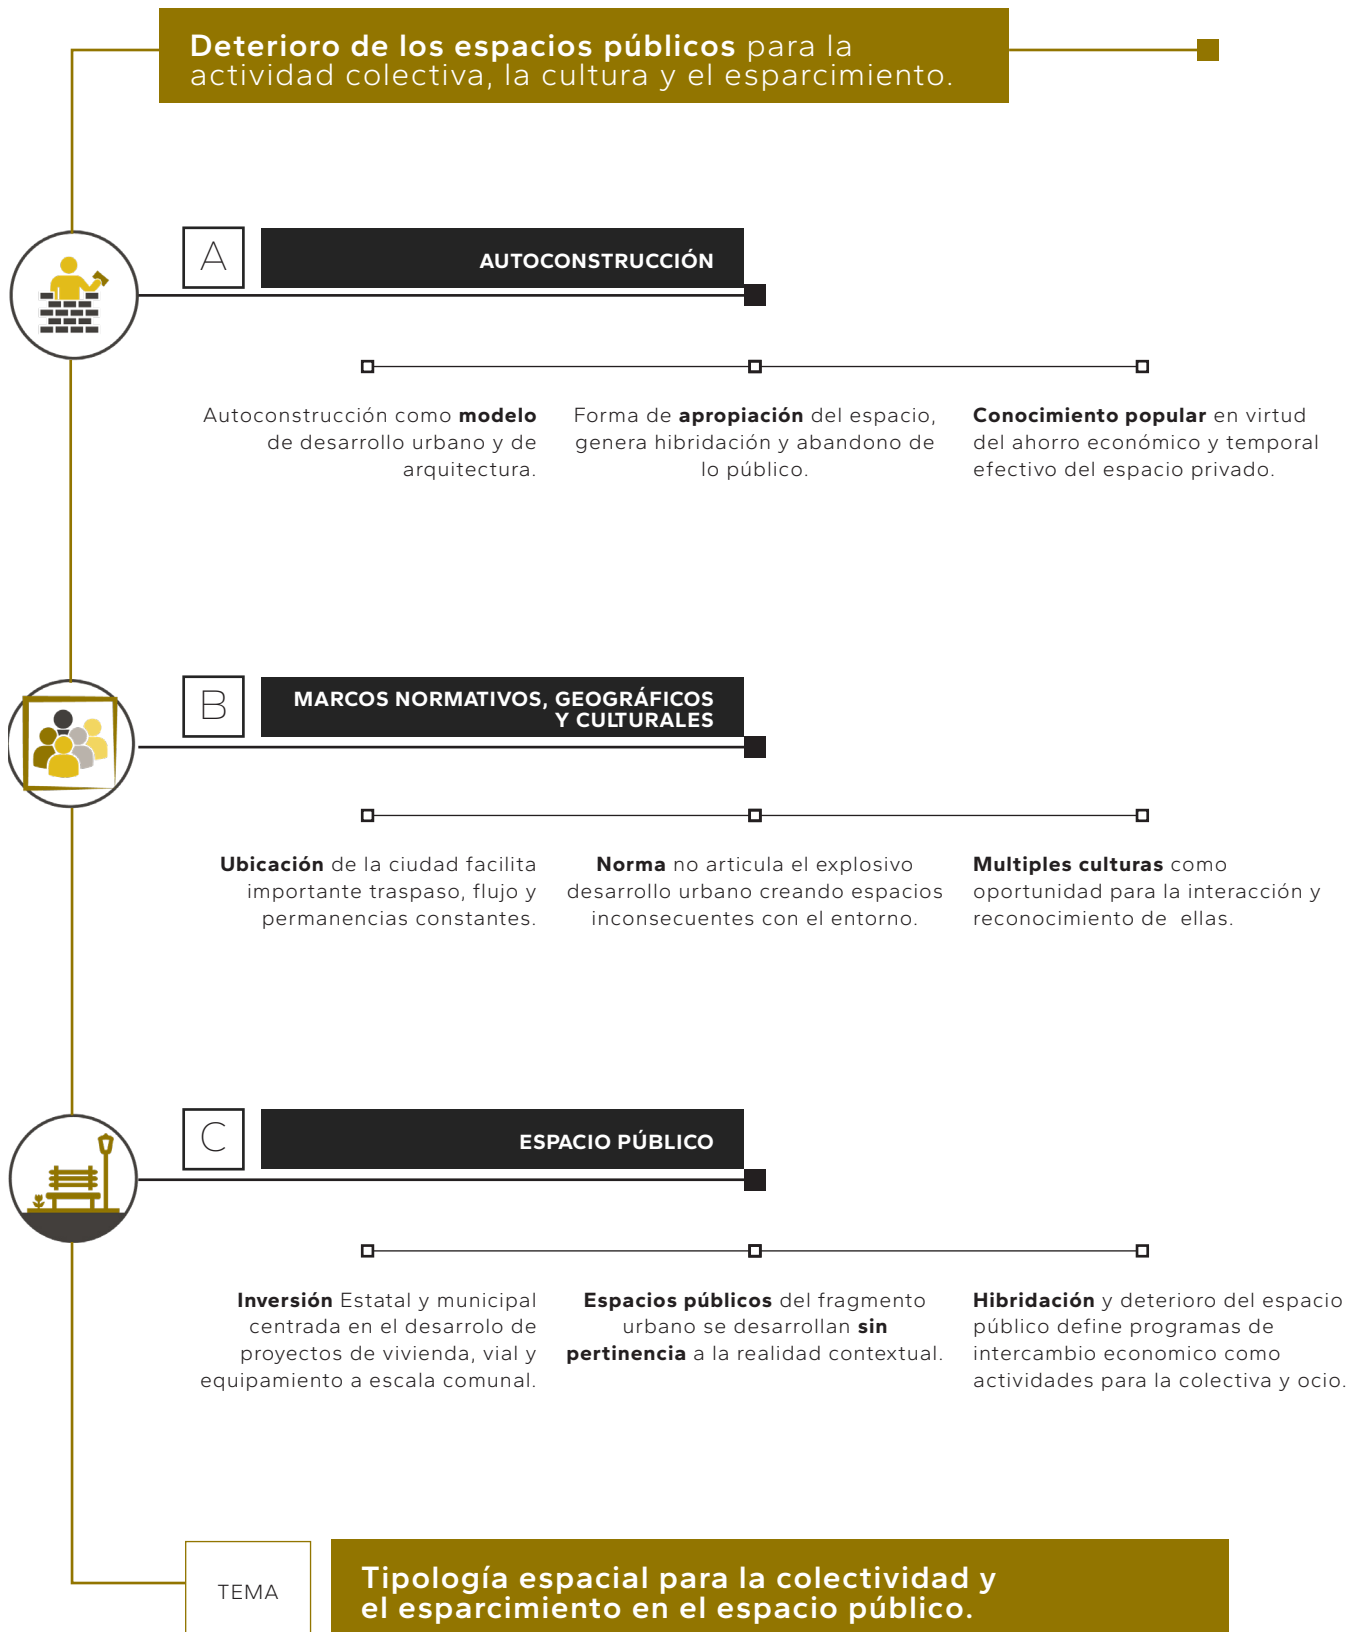 Deterioro de los espacios públicos para la
actividad colectiva, la cultura y el esparcimiento.
A
AUTOCONSTRUCCIÓN
Autoconstrucción como modelo
de desarrollo urbano y de
arquitectura.
Forma de apropiación del espacio,
genera hibridación y abandono de
lo público.
Conocimiento popular en virtud
del ahorro económico y temporal
efectivo del espacio privado.
B
MARCOS NORMATIVOS, GEOGRÁFICOS
Y CULTURALES
Ubicación de la ciudad facilita
importante traspaso, flujo y
permanencias constantes.
Norma no articula el explosivo
desarrollo urbano creando espacios
inconsecuentes con el entorno.
Multiples culturas como
oportunidad para la interacción y
reconocimiento de ellas.
C
ESPACIO PÚBLICO
Inversión Estatal y municipal
centrada en el desarrolo de
proyectos de vivienda, vial y
equipamiento a escala comunal.
Espacios públicos del fragmento
urbano se desarrollan sin
pertinencia a la realidad contextual.
Hibridación y deterioro del espacio
público define programas de
intercambio economico como
actividades para la colectiva y ocio.
TEMA
Tipología espacial para la colectividad y
el esparcimiento en el espacio público.